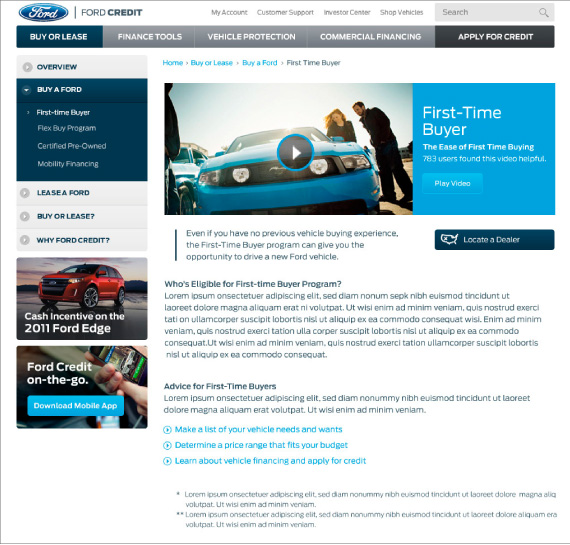 Ford
FORD CREDIT
My Account Customer Support Investor Center Shop Vehicles
Search
BUY OR LEASE FINANCE TOOLS VEHICLE PROTECTION COMMERCIAL FINANCING APPLY FOR CREDIT
OVERVIEW
BUY A FORD
First-time Buyer
Flex Buy Program
Certified Pre-Owned
Mobility Financing
LEASE A FORD
BUY OR LEASE?
WHY FORD CREDIT?
Cash Incentive on the
2011 Ford Edge
Ford Credit
on-the-go.
Download Mobile App
Home › Buy or Lease › Buy a Ford › First Time Buyer
First-Time
Buyer
The Ease of First Time Buying
783 users found this video helpful.
Play Video
Even if you have no previous vehicle buying experience,
the First-Time Buyer program can give you the
opportunity to drive a new Ford vehicle.
Locate a Dealer
Who's Eligible for First-time Buyer Program?
Lorem ipsum onsectetuer adipiscing elit, sed diam nonum sepk nibh euismod tincidunt ut
laoreet dolore magna aliquam erat ni volutpat. Ut wisi enim ad minim veniam, quis nostrud exerci
tati on ullamcorper suscipit lobortis nisl ut aliquip ex ea commodo consequat wisi. Enim ad minim
veniam, quis nostrud exercitation ulla corper suscipit lobortis nisl ut aliquip ex ea commodo
consequat.Ut wisi enim ad minim veniam, quis nostrud exerci tation ullamcorper suscipit lobortis
nisl ut aliquip ex ea commodo consequat.
Advice for First-Time Buyers
Lorem ipsum onsectetuer adipiscing elit, sed diam nonummy nibh euismod tincidunt ut laoreet
dolore magna aliquam erat volutpat. Ut wisi enim ad minim veniam.
Make a list of your vehicle needs and wants
Determine a price range that fits your budget
Learn about vehicle financing and apply for credit
* Lorem ipsum onsectetuer adipiscing elit, sed diam nonummy nibh euismod tincidunt ut laoreet dolore magna aliq
volutpat. Ut wisi enim ad minim veniam.
** Lorem ipsum onsectetuer adipiscing elit, sed diam nonummy nibh euismod tincidunt ut laoreet dolore aliquam era
volutpat. Ut wisi enim ad minim veniam.